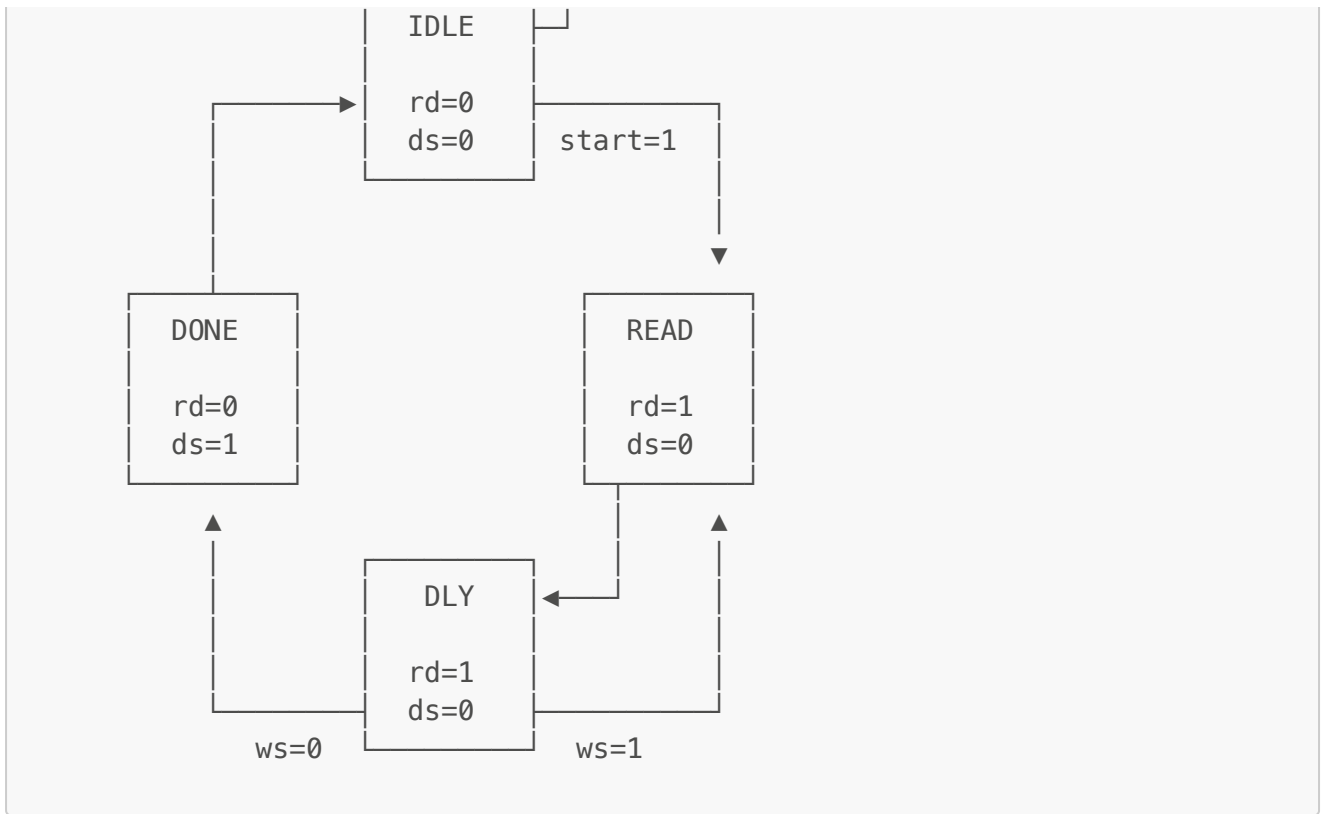 IDLE
rd=0
ds=0 start=1
DONE READ
rd=0 rd=1
ds=1 ds=0
DLY
rd=1
ds=0
ws=0 ws=1